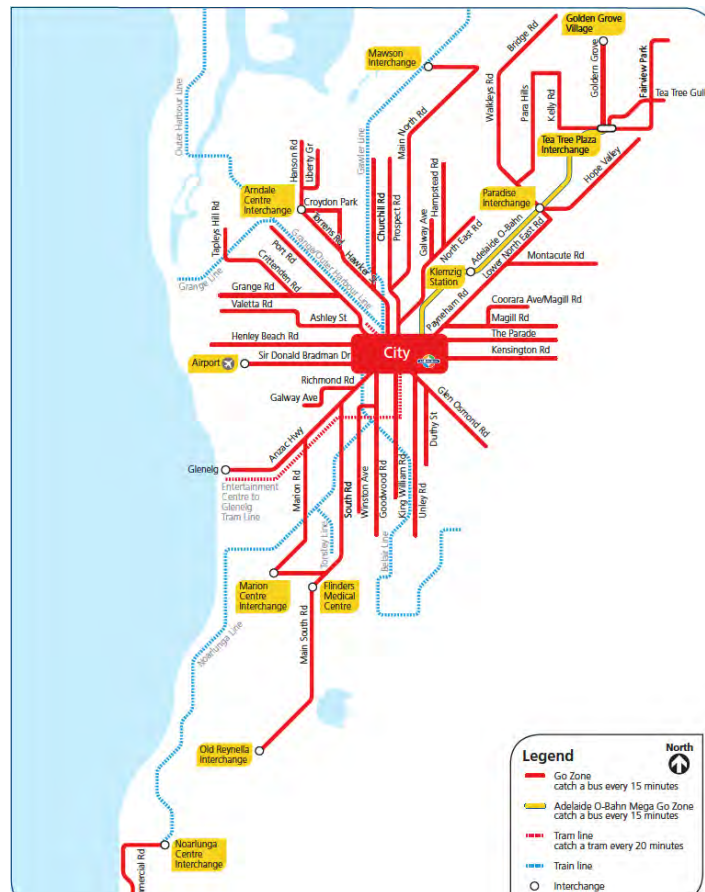 Golden Grove
Village
Bridge Rd
Mawson
Interchange
Outer Harbour Line
Gawler Line
Main North Rd
Walkleys Rd
Para Hills
Kelly Rd
Goldern Grove
Fairview Park
Tea Tree Gull
Tea Tree Plaza
Interchange
Hope Valley
Hanson Rd
Liberty Gr
Arndale
Centre
Interchange
Croydon Park
Torrens Rd
Hawker St
Churchill Rd
Prospect Rd
Galway Ave
Hampstead Rd
North East Rd
Paradise
Interchange
Adelaide O-Bahn
Lower North East Rd
Klemzig
Station
Payneham Rd
Montacute Rd
Tapleys Hill Rd
Port Rd
Crittenden Rd
Grange/Outer Harbour Line
Grange Line
Grange Rd
Valetta Rd
Ashley St
Coorara Ave/Magill Rd
Magill Rd
The Parade
Kensington Rd
Henley Beach Rd
City
Airport
Sir Donald Bradman Dr
Richmond Rd
Galway Ave
Glen Osmond Rd
Duthy St
Anzac Hwy
Glenelg
Entertainment
Centre to
Glenelg
Tram Line
Marion Rd
South Rd
Winston Ave
Goodwood Rd
King William Rd
Unley Rd
Tonsley Line
Belair Line
Marion
Centre
Interchange
Flinders
Medical
Centre
Noarlunga Line
Main South Rd
Old Reynella
Interchange
Noarlunga
Centre
Interchange
mercial Rd
Legend
North
Go Zone
catch a bus every 15 minutes
Adelaide O-Bahn Mega Go Zone
catch a bus every 15 minutes
Tram line
catch a tram every 20 minutes
Train line
Interchange